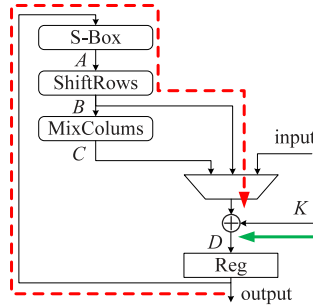 S-Box
A
ShiftRows
B
MixColums
C
input
K
D
Reg
output